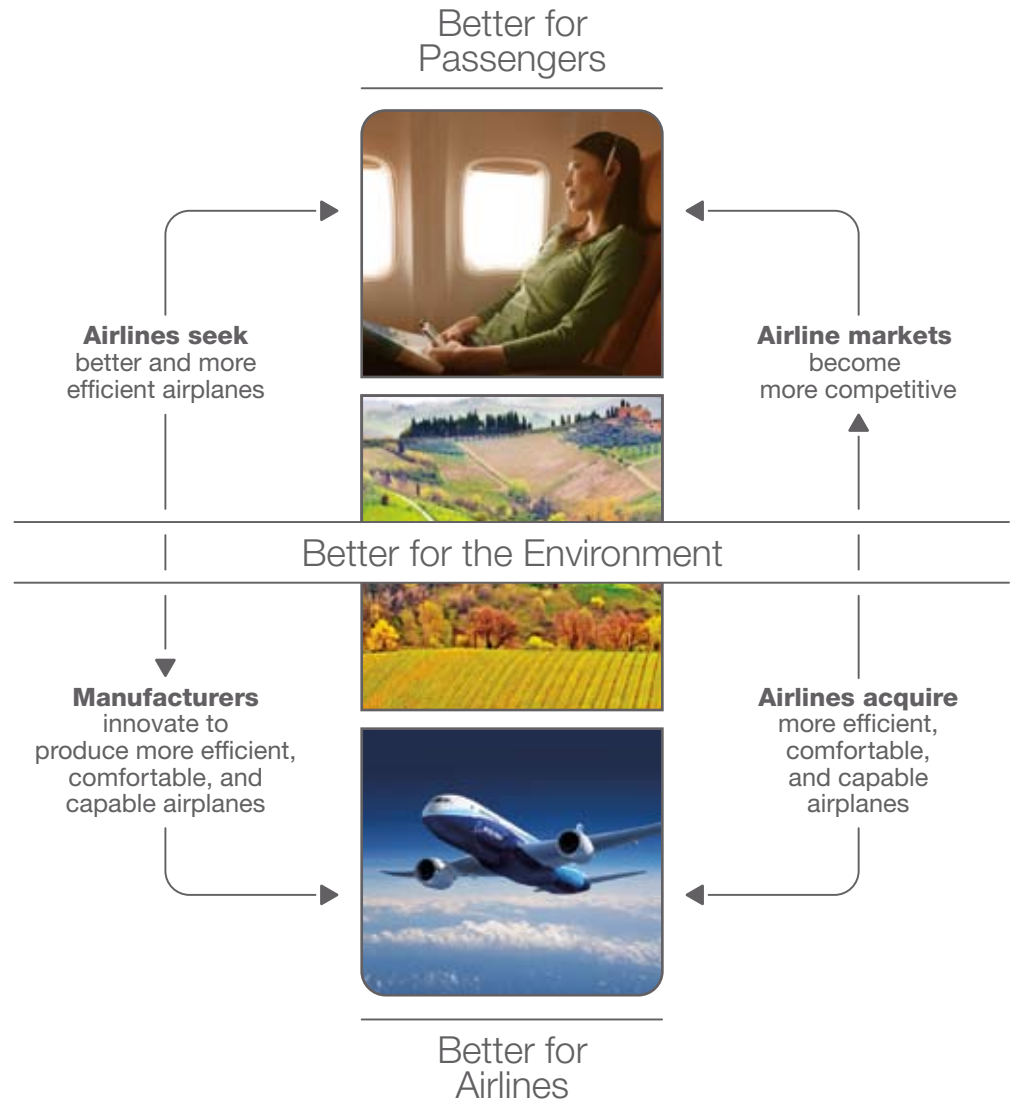 Better for
Passengers
Airlines seek
better and more
efficient airplanes
Airline markets
become
more competitive
Better for the Environment
Manufacturers
innovate to
produce more efficient,
comfortable, and
capable airplanes
Airlines acquire
more efficient,
comfortable,
and capable
airplanes
Better for
Airlines